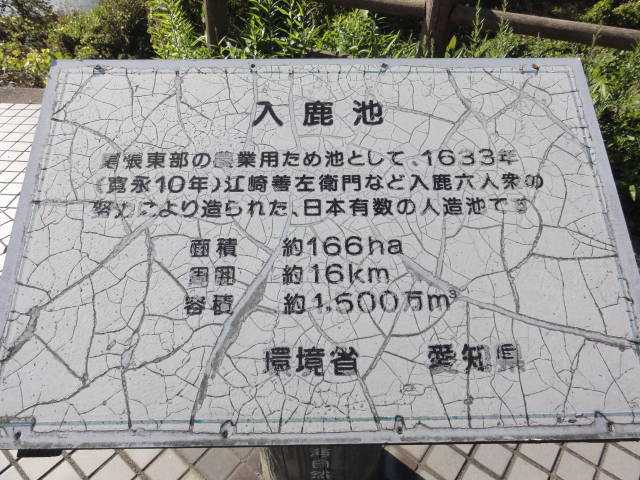 入鹿池
尾張東部の農業用ため池として、1633年
(寛永10年)江崎善左衛門など入鹿六人衆の
努力により造られた、日本有数の人造池です
面積 約166ha
周囲 約16km
容積 約1,500万m³
環境省 愛知県
海自然